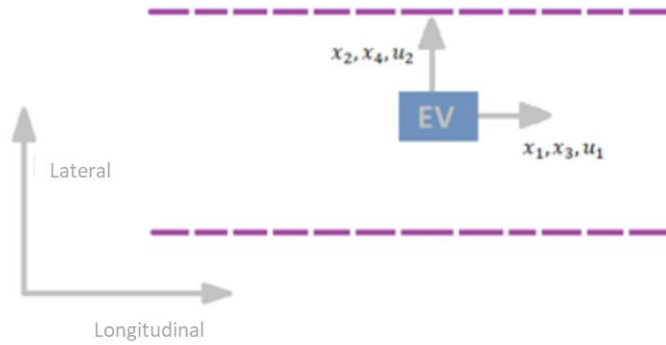 x₂, x₄, u₂
EV
x₁, x₃, u₁
Lateral
Longitudinal